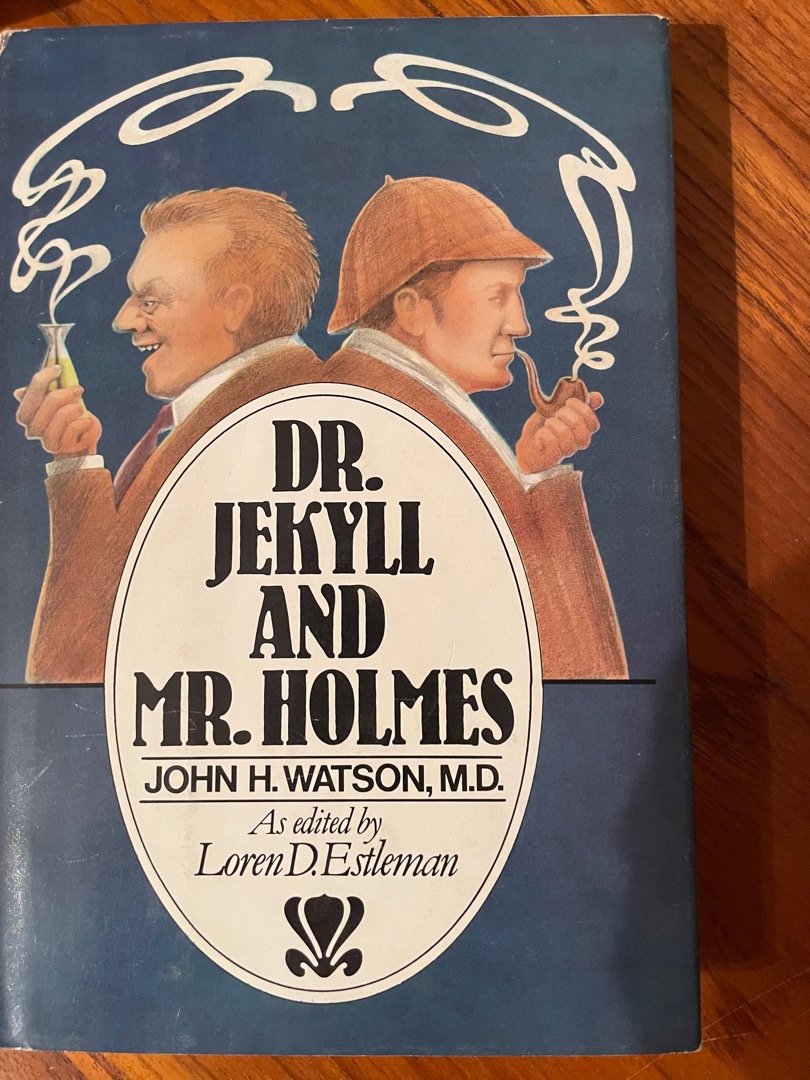 DR.
JEKYLL
AND
MR. HOLMES
JOHN H. WATSON, M.D.
As edited by
Loren D. Estleman